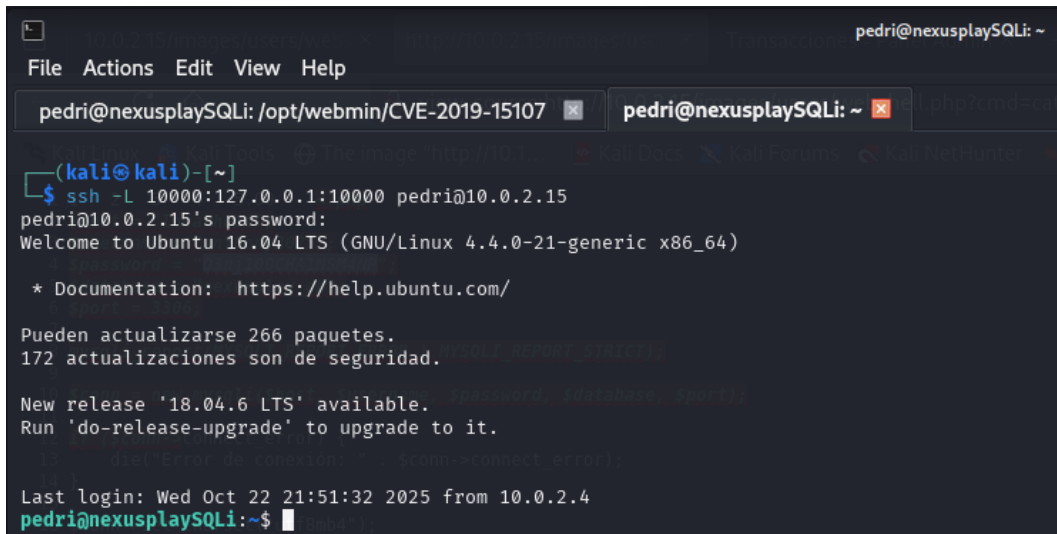 pedri@nexusplaySQLi: ~
File Actions Edit View Help
pedri@nexusplaySQLi: /opt/webmin/CVE-2019-15107
pedri@nexusplaySQLi: ~
┌──(kali㉿kali)-[~]
└─$ ssh -L 10000:127.0.0.1:10000 pedri@10.0.2.15
pedri@10.0.2.15's password:
Welcome to Ubuntu 16.04 LTS (GNU/Linux 4.4.0-21-generic x86_64)
* Documentation: https://help.ubuntu.com/
Pueden actualizarse 266 paquetes.
172 actualizaciones son de seguridad.
New release '18.04.6 LTS' available.
Run 'do-release-upgrade' to upgrade to it.
Last login: Wed Oct 22 21:51:32 2025 from 10.0.2.4
pedri@nexusplaySQLi:~$